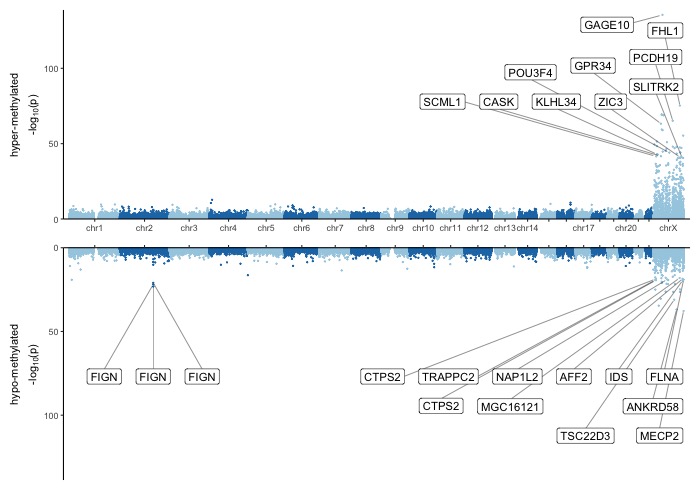 GAGE10
FHL1
PCDH19
GPR34
POU3F4
SLITRK2
SCML1 CASK KLHL34 ZIC3
hyper-methylated
-log₁₀(p)
100
50
0
chr1 chr2 chr3 chr4 chr5 chr6 chr7 chr8 chr9 chr10 chr11 chr12 chr13 chr14 chr17 chr20 chrX
hypo-methylated
-log₁₀(p)
0
50
100
FIGN FIGN FIGN CTPS2 TRAPPC2 NAP1L2 AFF2 IDS FLNA
CTPS2 MGC16121 ANKRD58
TSC22D3 MECP2